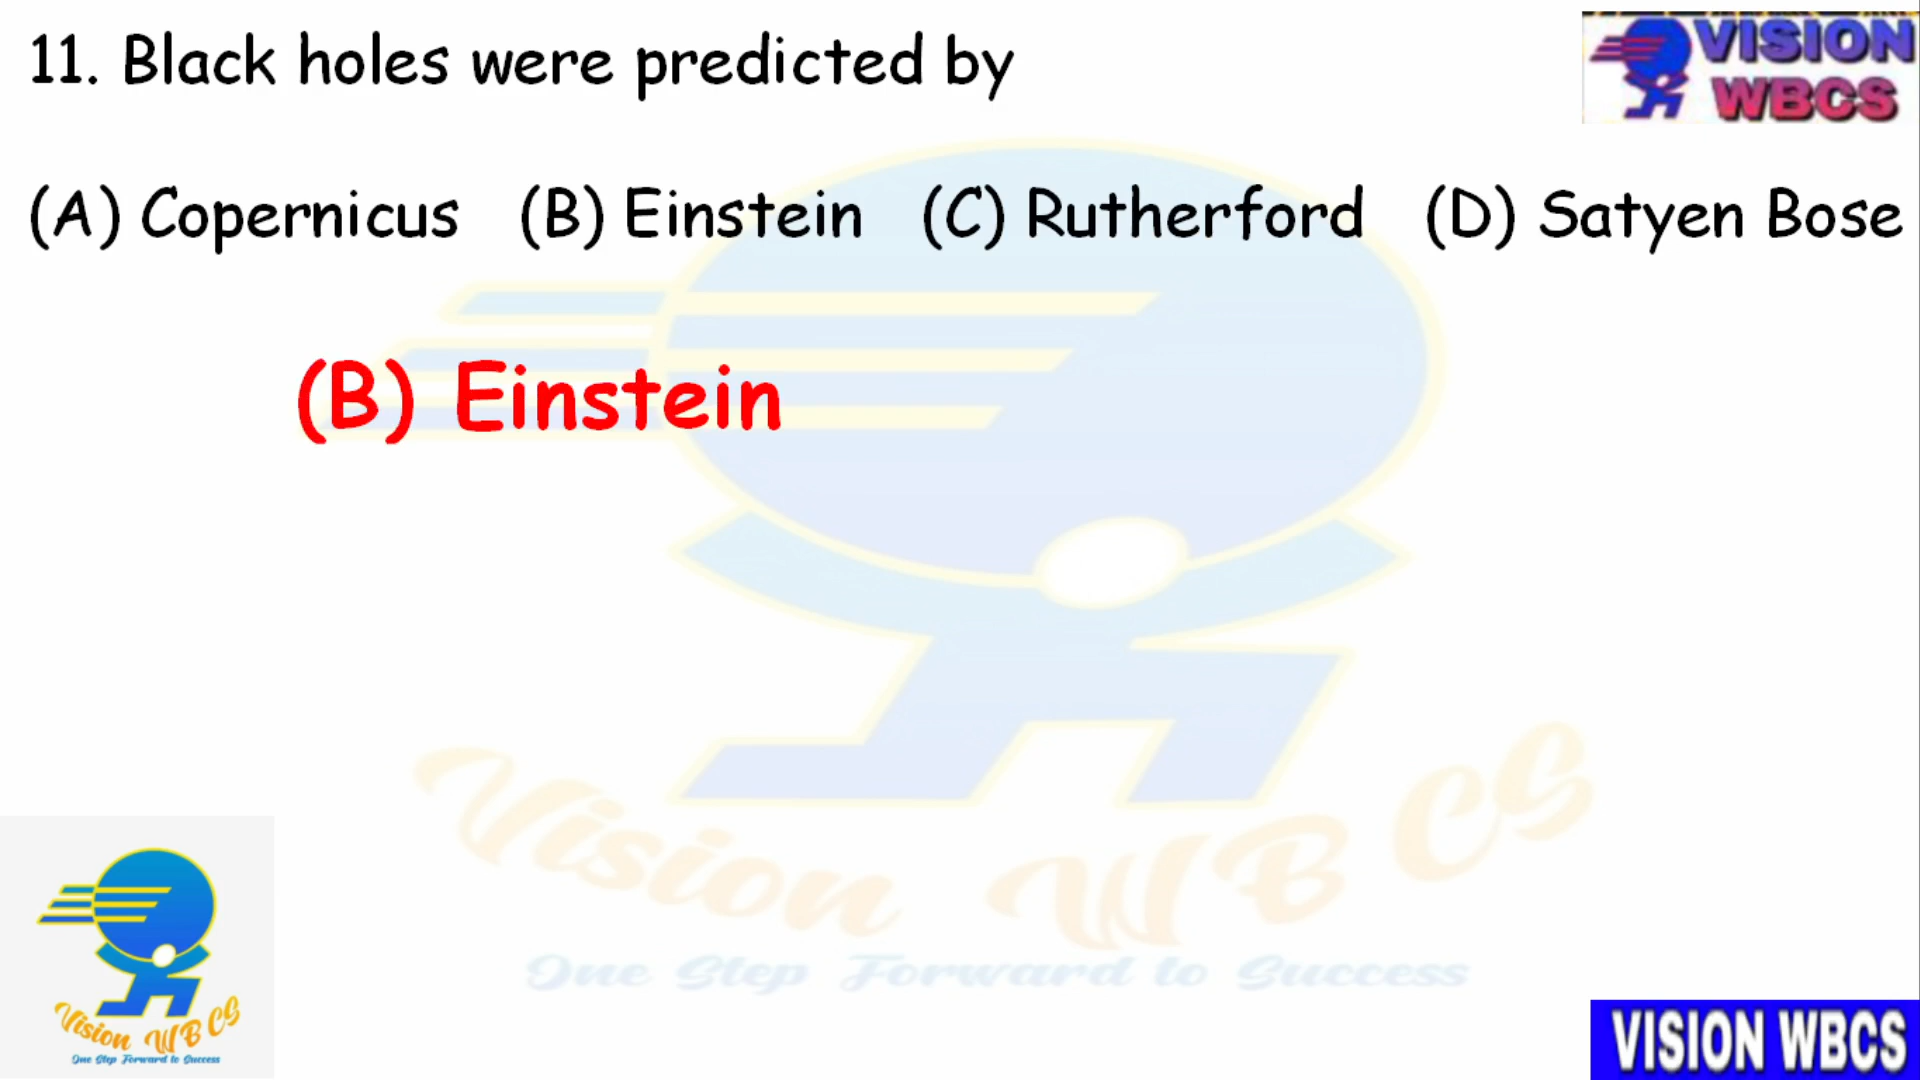 11. Black holes were predicted by
VISION
WBCS
(A) Copernicus (B) Einstein (C) Rutherford (D) Satyen Bose
(B) Einstein
Vision WBCS
One Step Forward to Success
Vision WBCS
One Step Forward to Success
VISION WBCS